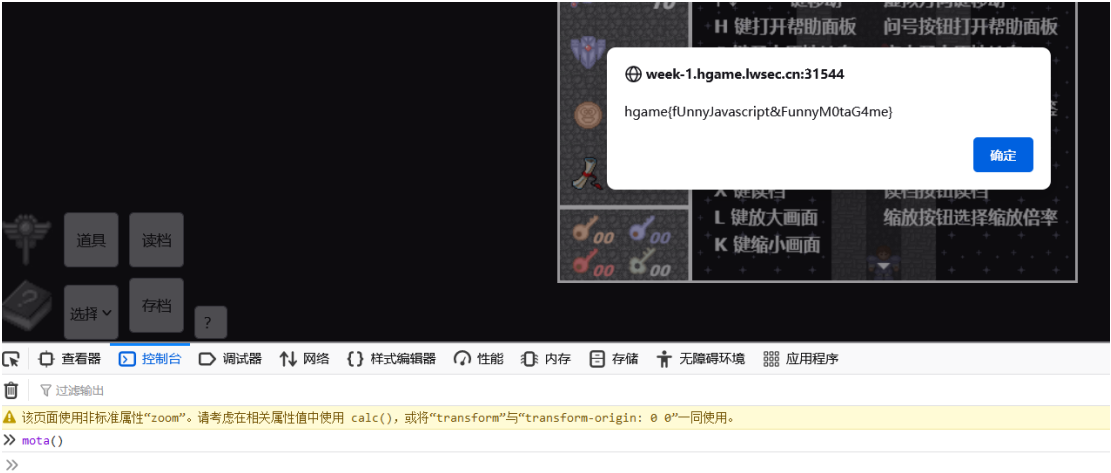 H 键打开帮助面板 问号按钮打开帮助面板
week-1.hgame.lwsec.cn:31544
hgame{fUnnyJavascript&FunnyM0taG4me}
确定
X 键读档 读档按钮读档
L 键放大画面 缩放按钮选择缩放倍率
K 键缩小画面
道具 读档
00 00
00 00
选择 存档
?
查看器 控制台 调试器 网络 {} 样式编辑器 性能 内存 存储 无障碍环境 应用程序
过滤输出
该页面使用非标准属性“zoom”。请考虑在相关属性值中使用 calc()，或将“transform”与“transform-origin: 0 0”一同使用。
>> mota()
>>